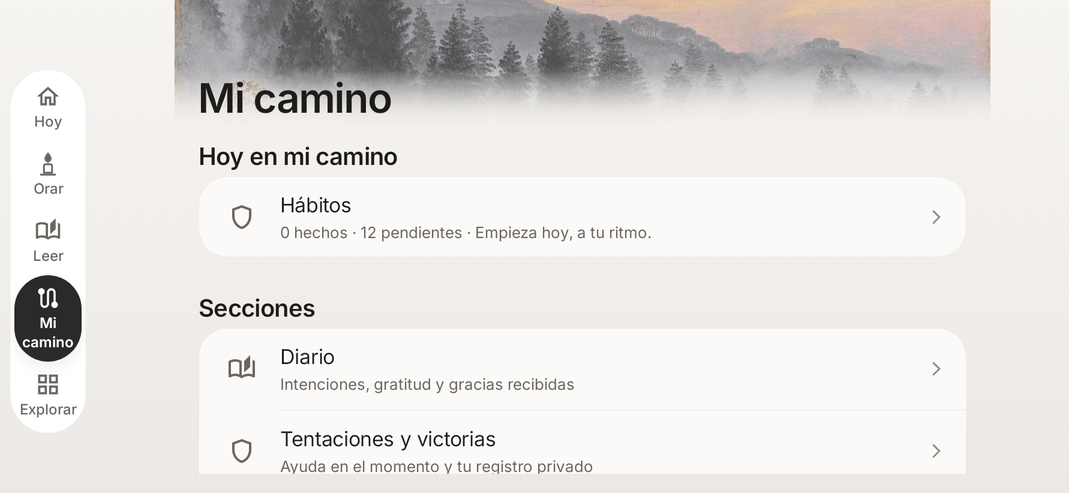 Mi camino
Hoy en mi camino
Hábitos
0 hechos · 12 pendientes · Empieza hoy, a tu ritmo.
Secciones
Diario
Intenciones, gratitud y gracias recibidas
Tentaciones y victorias
Ayuda en el momento y tu registro privado
Hoy
Orar
Leer
Mi
camino
Explorar